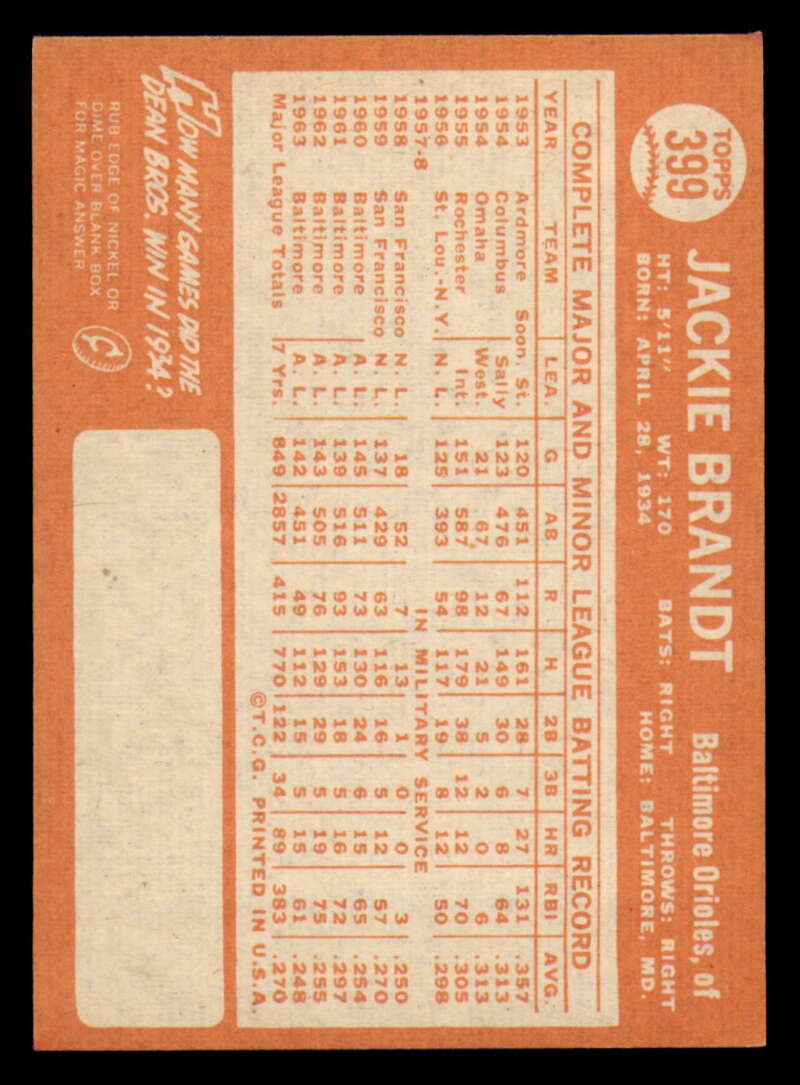 TOPPS
399
JACKIE BRANDT Baltimore Orioles, of
HT: 5'11" WT: 170 BATS: RIGHT THROWS: RIGHT
BORN: APRIL 28, 1934 HOME: BALTIMORE, MD.
COMPLETE MAJOR AND MINOR LEAGUE BATTING RECORD
YEAR TEAM LEA. G AB R H 2B 3B HR RBI AVG.
1953 Ardmore Soon. St. 120 451 112 161 28 7 27 131 .357
1954 Columbus Sally 123 476 67 149 30 6 8 64 .313
1954 Omaha West. 21 67 12 21 5 2 0 6 .313
1955 Rochester Int. 151 587 98 179 38 12 12 70 .305
1956 St. Lou.-N.Y. N. L. 125 393 54 117 19 8 12 50 .298
1957-8 IN MILITARY SERVICE
1958 San Francisco N. L. 18 52 7 13 1 0 0 3 .250
1959 San Francisco N. L. 137 429 63 116 16 5 12 57 .270
1960 Baltimore A. L. 145 511 73 130 24 6 15 65 .254
1961 Baltimore A. L. 139 516 93 153 18 5 16 72 .297
1962 Baltimore A. L. 143 505 76 129 29 5 19 75 .255
1963 Baltimore A. L. 142 451 49 112 15 5 15 61 .248
Major League Totals 7 Yrs. 849 2857 415 770 122 34 89 383 .270
©T.C.G. PRINTED IN U.S.A.
HOW MANY GAMES DID THE
DEAN BROS. WIN IN 1934?
RUB EDGE OF NICKEL OR
DIME OVER BLANK BOX
FOR MAGIC ANSWER